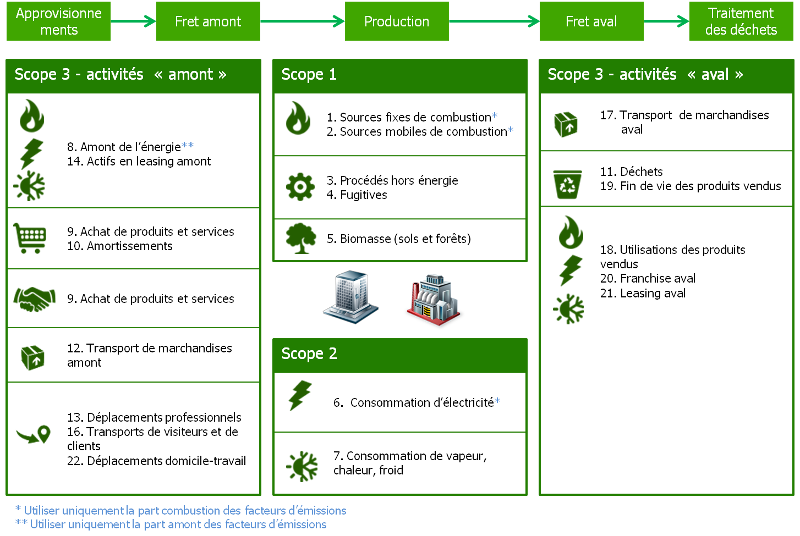 Approvisionne
ments
Fret amont
Production
Fret aval
Traitement
des déchets
Scope 3 - activités « amont »
8. Amont de l'énergie**
14. Actifs en leasing amont
9. Achat de produits et services
10. Amortissements
9. Achat de produits et services
12. Transport de marchandises
amont
13. Déplacements professionnels
16. Transports de visiteurs et de
clients
22. Déplacements domicile-travail
Scope 1
1. Sources fixes de combustion*
2. Sources mobiles de combustion*
3. Procédés hors énergie
4. Fugitives
5. Biomasse (sols et forêts)
Scope 2
6. Consommation d'électricité*
7. Consommation de vapeur,
chaleur, froid
Scope 3 - activités « aval »
17. Transport de marchandises
aval
11. Déchets
19. Fin de vie des produits vendus
18. Utilisations des produits
vendus
20. Franchise aval
21. Leasing aval
* Utiliser uniquement la part combustion des facteurs d'émissions
** Utiliser uniquement la part amont des facteurs d'émissions